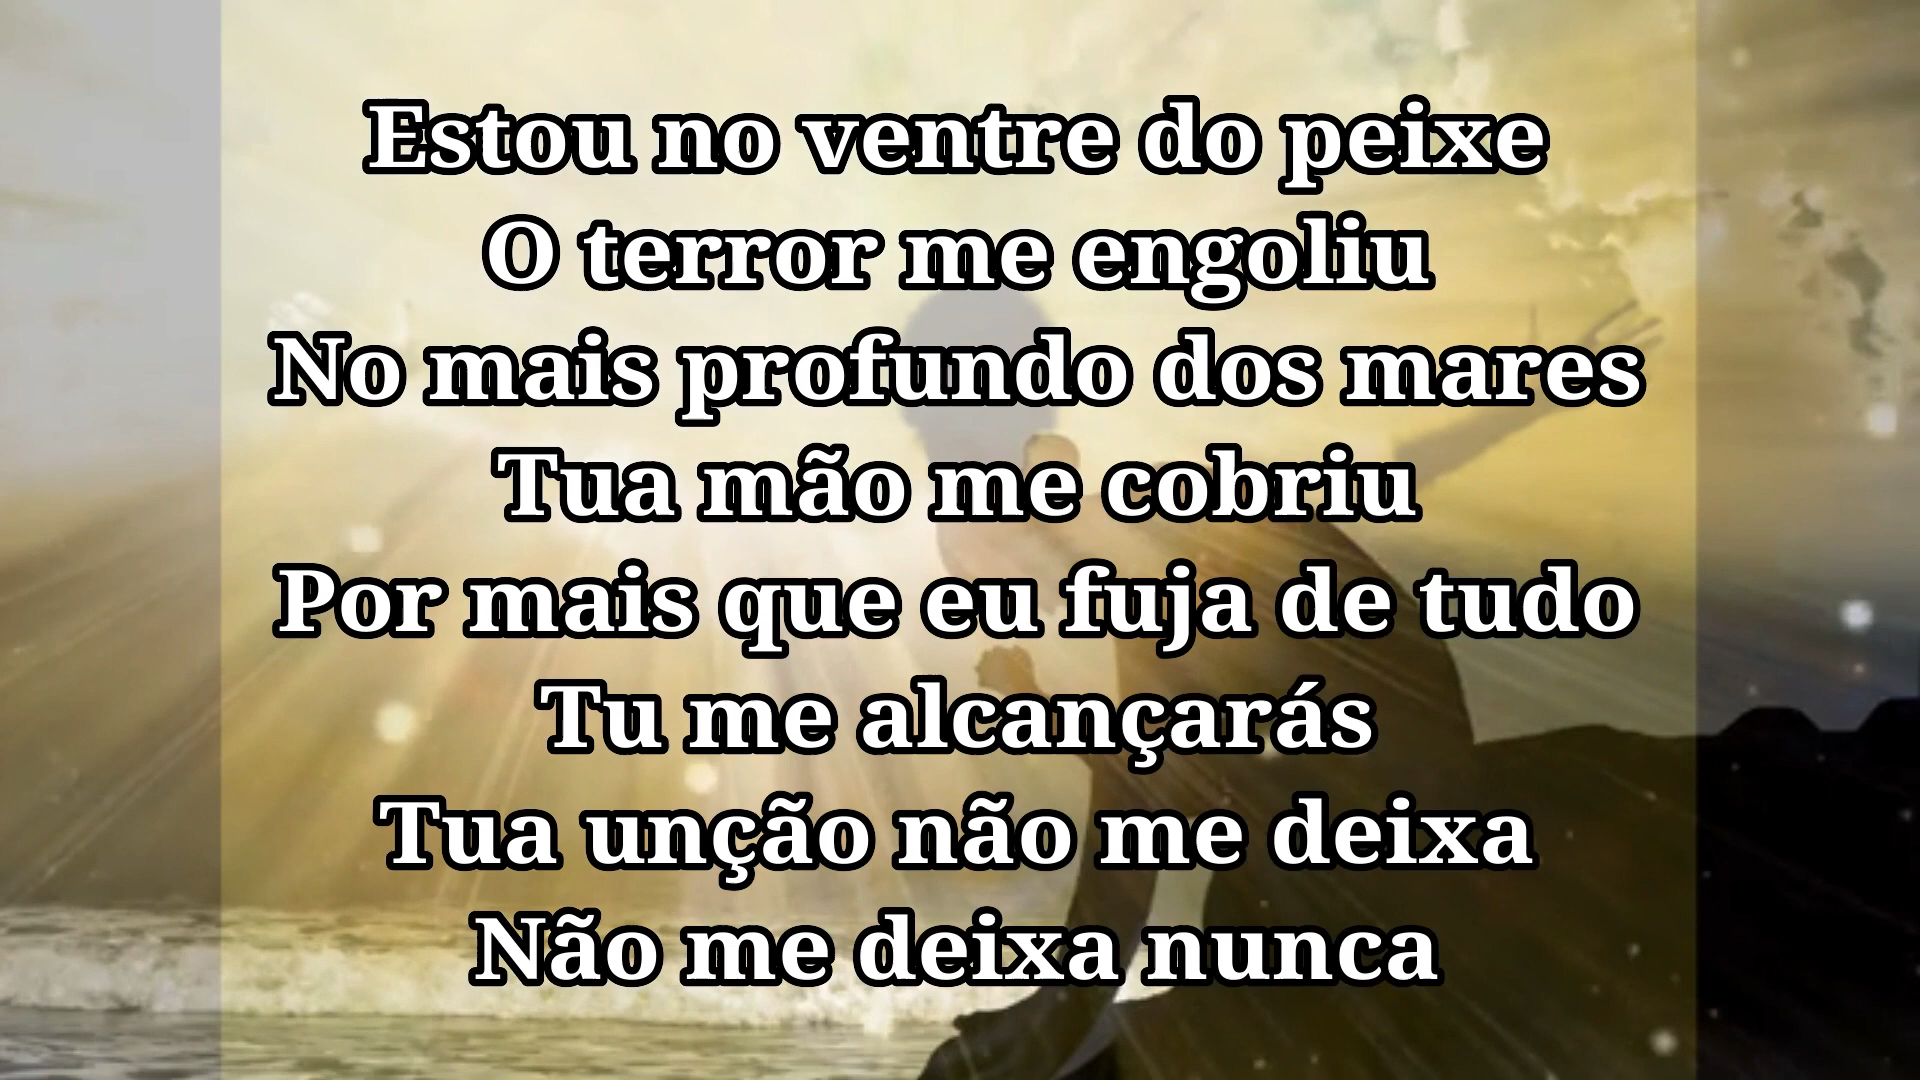 Estou no ventre do peixe
O terror me engoliu
No mais profundo dos mares
Tua mão me cobriu
Por mais que eu fuja de tudo
Tu me alcançarás
Tua unção não me deixa
Não me deixa nunca